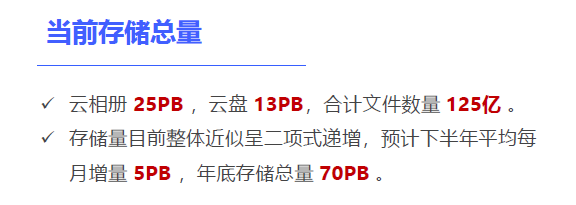 当前存储总量
✓ 云相册 25PB ，云盘 13PB，合计文件数量 125亿 。
✓ 存储量目前整体近似呈二项式递增，预计下半年平均每
月增量 5PB ，年底存储总量 70PB 。